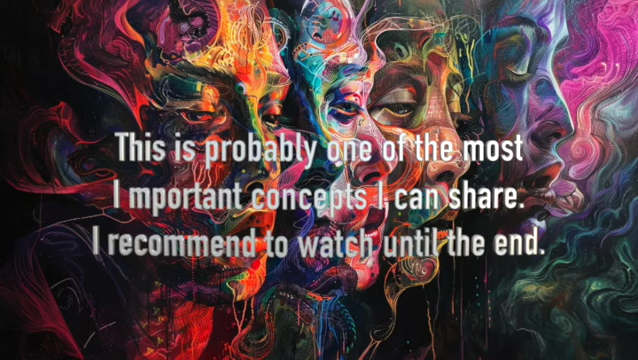 This is probably one of the most
I mportant concepts I can share.
I recommend to watch until the end.